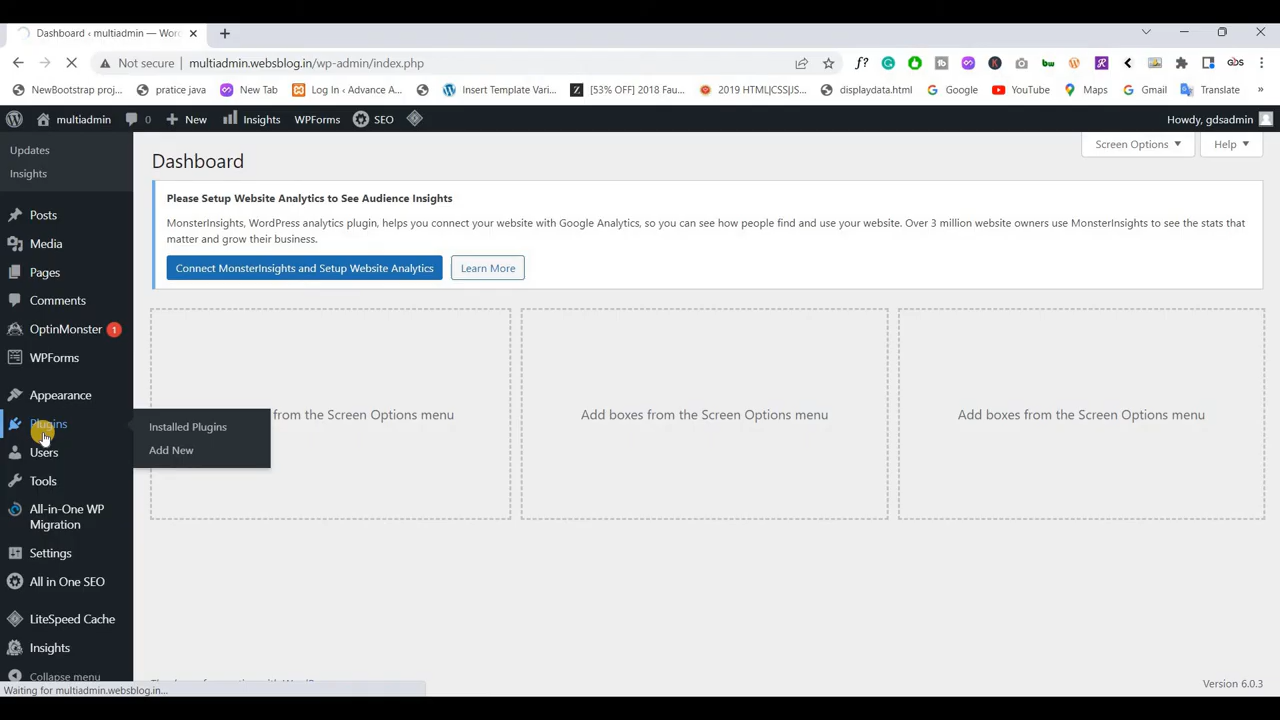 Dashboard ‹ multiadmin — Wor
Not secure
multiadmin.websblog.in/wp-admin/index.php
NewBootstrap proj...
pratice java
New Tab
Log In ‹ Advance A...
Insert Template Vari...
[53% OFF] 2018 Fau...
2019 HTML|CSS|JS...
displaydata.html
Google
YouTube
Maps
Gmail
Translate
»
multiadmin
0
New
Insights
WPForms
SEO
Howdy, gdsadmin
Updates
Insights
Posts
Media
Pages
Comments
OptinMonster 1
WPForms
Appearance
Plugins
Users
Tools
All-in-One WP
Migration
Settings
All in One SEO
LiteSpeed Cache
Insights
Collapse menu
Installed Plugins
Add New
Dashboard
Screen Options
Help
Please Setup Website Analytics to See Audience Insights
MonsterInsights, WordPress analytics plugin, helps you connect your website with Google Analytics, so you can see how people find and use your website. Over 3 million website owners use MonsterInsights to see the stats that
matter and grow their business.
Connect MonsterInsights and Setup Website Analytics
Learn More
from the Screen Options menu
Add boxes from the Screen Options menu
Add boxes from the Screen Options menu
Version 6.0.3
Waiting for multiadmin.websblog.in...